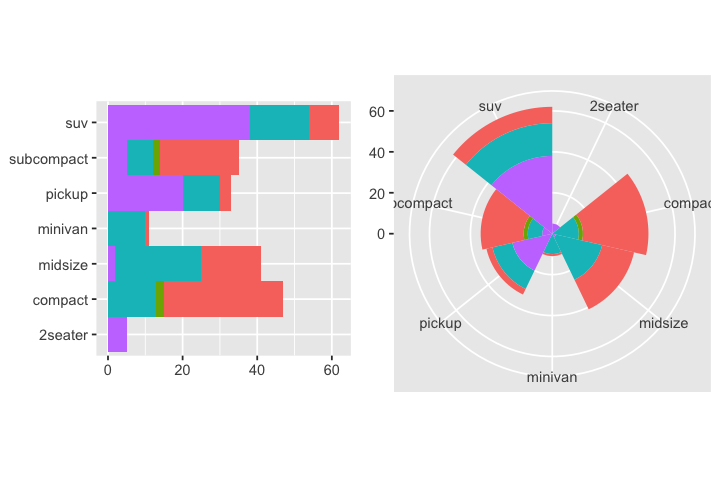 suv
subcompact
pickup
minivan
midsize
compact
2seater
0
20
40
60
60
40
20
0
suv
2seater
compac
pickup
midsize
minivan